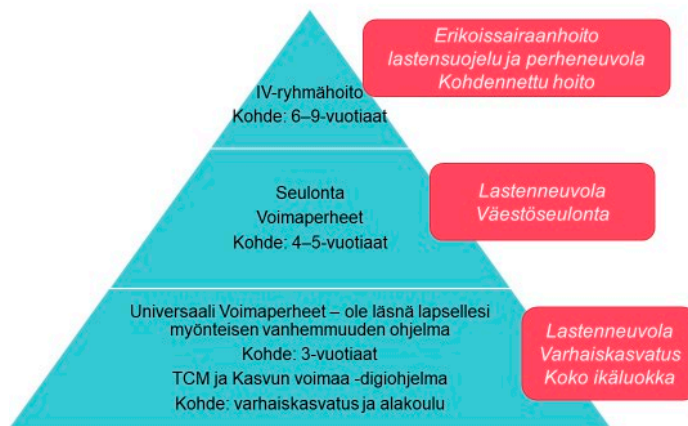 Erikoissairaanhoito
lastensuojelu ja perheneuvola
Kohdennettu hoito
IV-ryhmähoito
Kohde: 6–9-vuotiaat
Seulonta
Voimaperheet
Kohde: 4–5-vuotiaat
Lastenneuvola
Väestöseulonta
Universaali Voimaperheet – ole läsnä lapsellesi
myönteisen vanhemmuuden ohjelma
Kohde: 3-vuotiaat
TCM ja Kasvun voimaa -digiohjelma
Kohde: varhaiskasvatus ja alakoulu
Lastenneuvola
Varhaiskasvatus
Koko ikäluokka